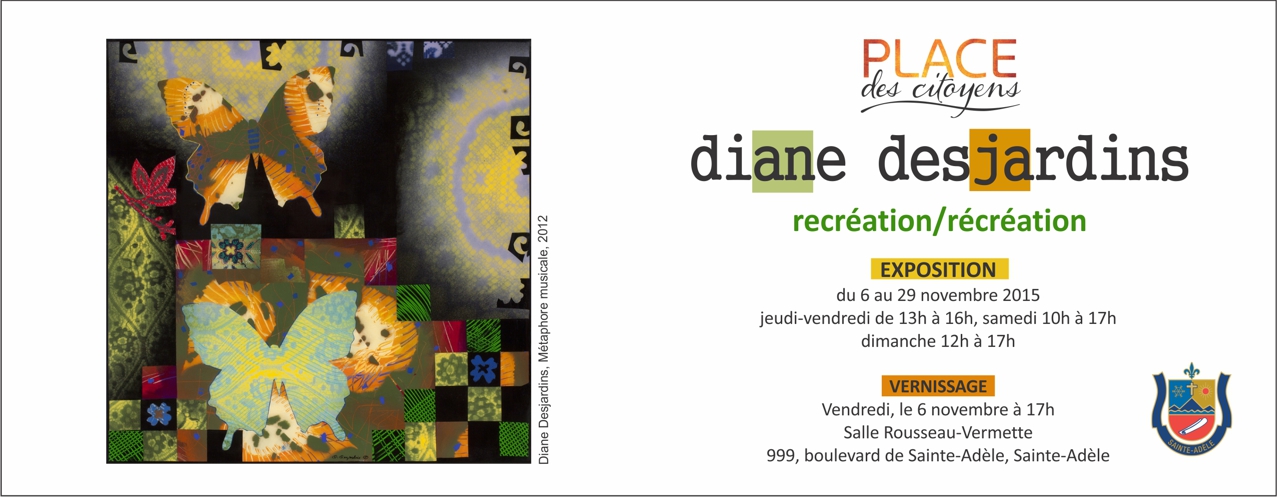 Diane Desjardins, Métaphore musicale, 2012
PLACE
des citoyens
diane desjardins
recréation/récréation
EXPOSITION
du 6 au 29 novembre 2015
jeudi-vendredi de 13h à 16h, samedi 10h à 17h
dimanche 12h à 17h
VERNISSAGE
Vendredi, le 6 novembre à 17h
Salle Rousseau-Vermette
999, boulevard de Sainte-Adèle, Sainte-Adèle
SAINTE-ADÈLE